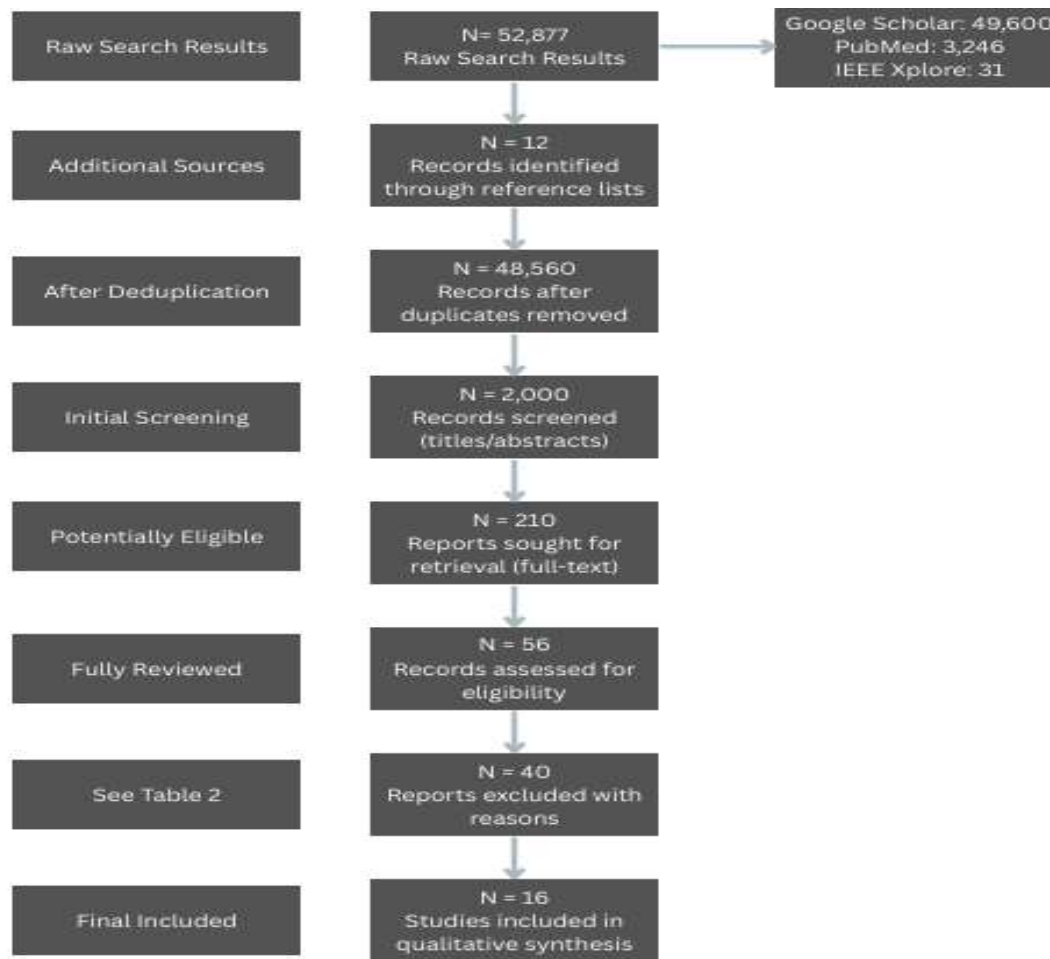 Raw Search Results
N= 52,877
Raw Search Results
Google Scholar: 49,600
PubMed: 3,246
IEEE Xplore: 31
Additional Sources
N = 12
Records identified
through reference lists
After Deduplication
N = 48,560
Records after
duplicates removed
Initial Screening
N = 2,000
Records screened
(titles/abstracts)
Potentially Eligible
N = 210
Reports sought for
retrieval (full-text)
Fully Reviewed
N = 56
Records assessed for
eligibility
See Table 2
N = 40
Reports excluded with
reasons
Final Included
N = 16
Studies included in
qualitative synthesis